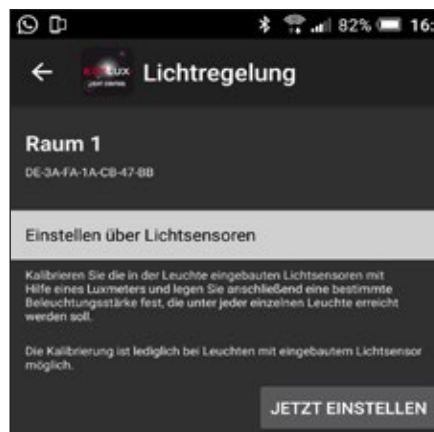 82% 16:
Lichtregelung
Raum 1
DE-3A-FA-1A-CB-47-BB
Einstellen über Lichtsensoren
Kalibrieren Sie die in der Leuchte eingebauten Lichtsensoren mit
Hilfe eines Luxmeters und legen Sie anschließend eine bestimmte
Beleuchtungsstärke fest, die unter jeder einzelnen Leuchte erreicht
werden soll.
Die Kalibrierung ist lediglich bei Leuchten mit eingebautem Lichtsensor
möglich.
JETZT EINSTELLEN